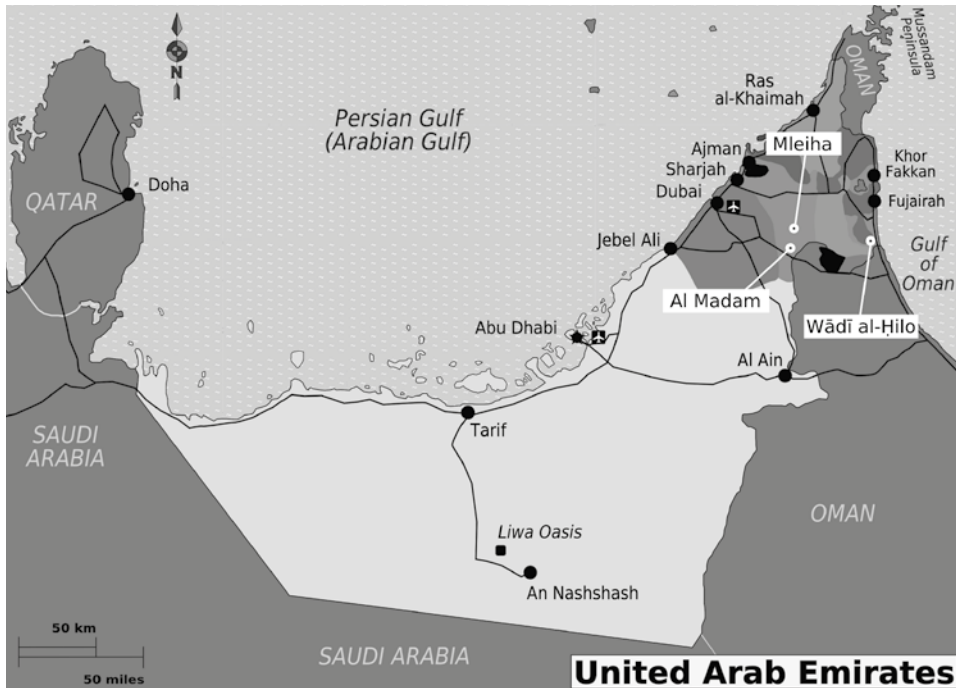 N
Persian Gulf
(Arabian Gulf)
Mussandam
Peninsula
OMAN
Ras
al-Khaimah
Mleiha
Ajman
Sharjah
Dubai
Khor
Fakkan
Fujairah
QATAR
Doha
Jebel Ali
Gulf
of
Oman
Al Madam
Wādī al-Ḥilo
Abu Dhabi
Al Ain
Tarif
SAUDI
ARABIA
OMAN
Liwa Oasis
An Nashshash
50 km
50 miles
SAUDI ARABIA
United Arab Emirates